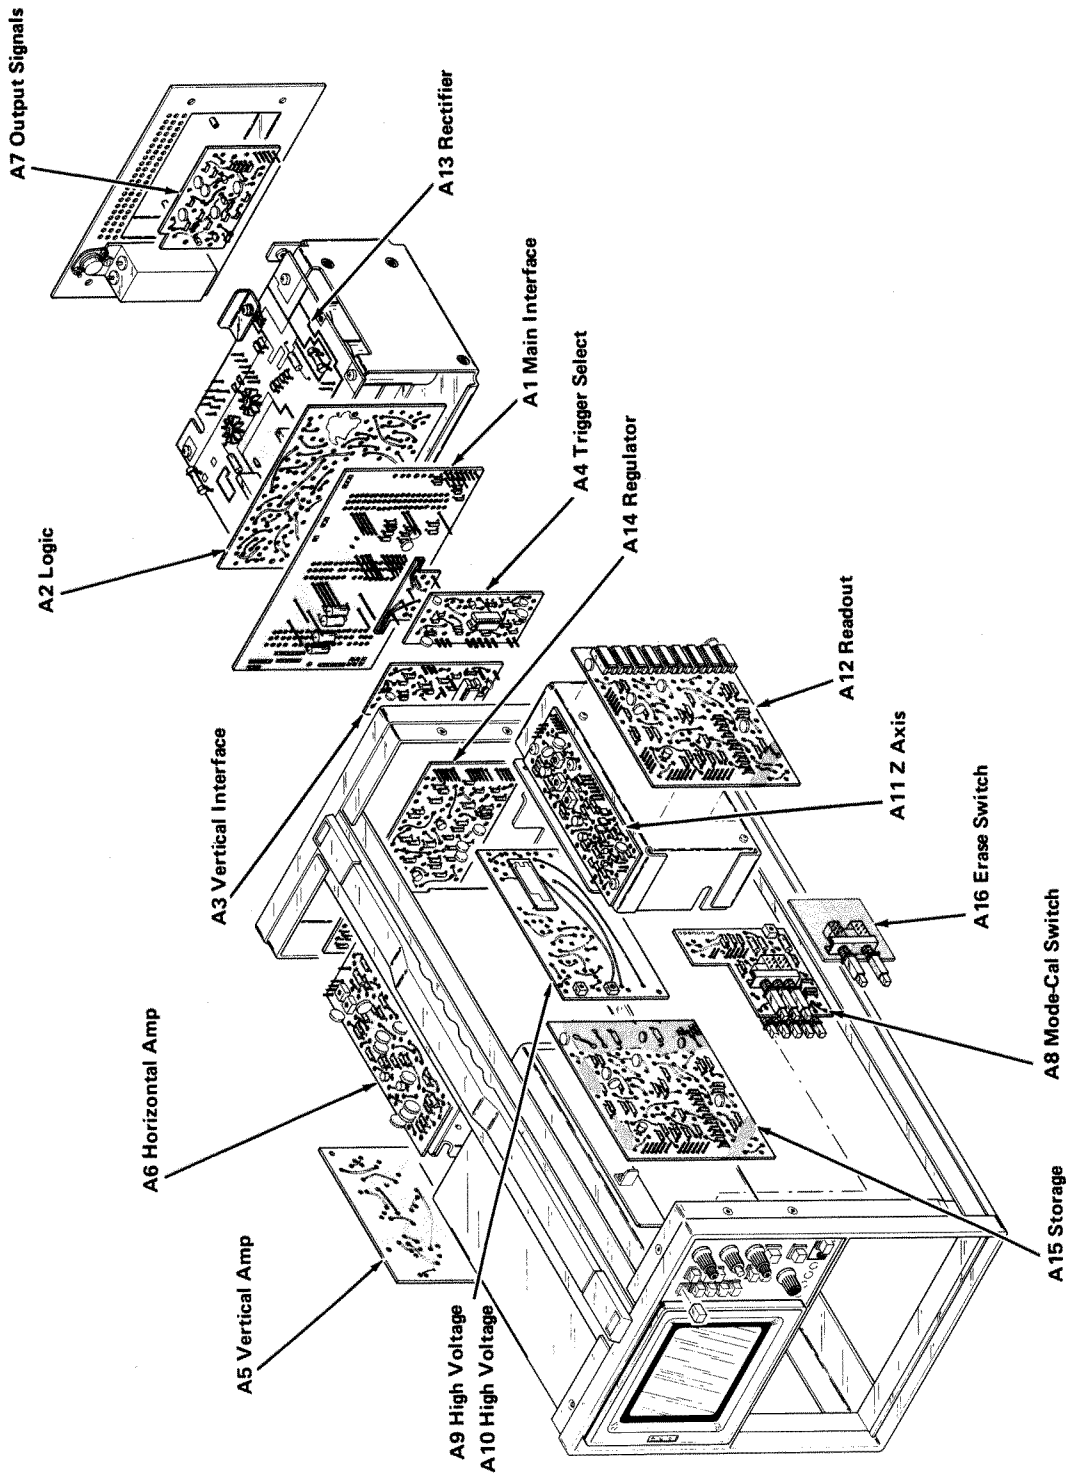 A7 Output Signals
A13 Rectifier
A1 Main Interface
A4 Trigger Select
A14 Regulator
A2 Logic
A12 Readout
A3 Vertical Interface
A11 Z Axis
A16 Erase Switch
A8 Mode-Cal Switch
A6 Horizontal Amp
A15 Storage
A5 Vertical Amp
A9 High Voltage
A10 High Voltage